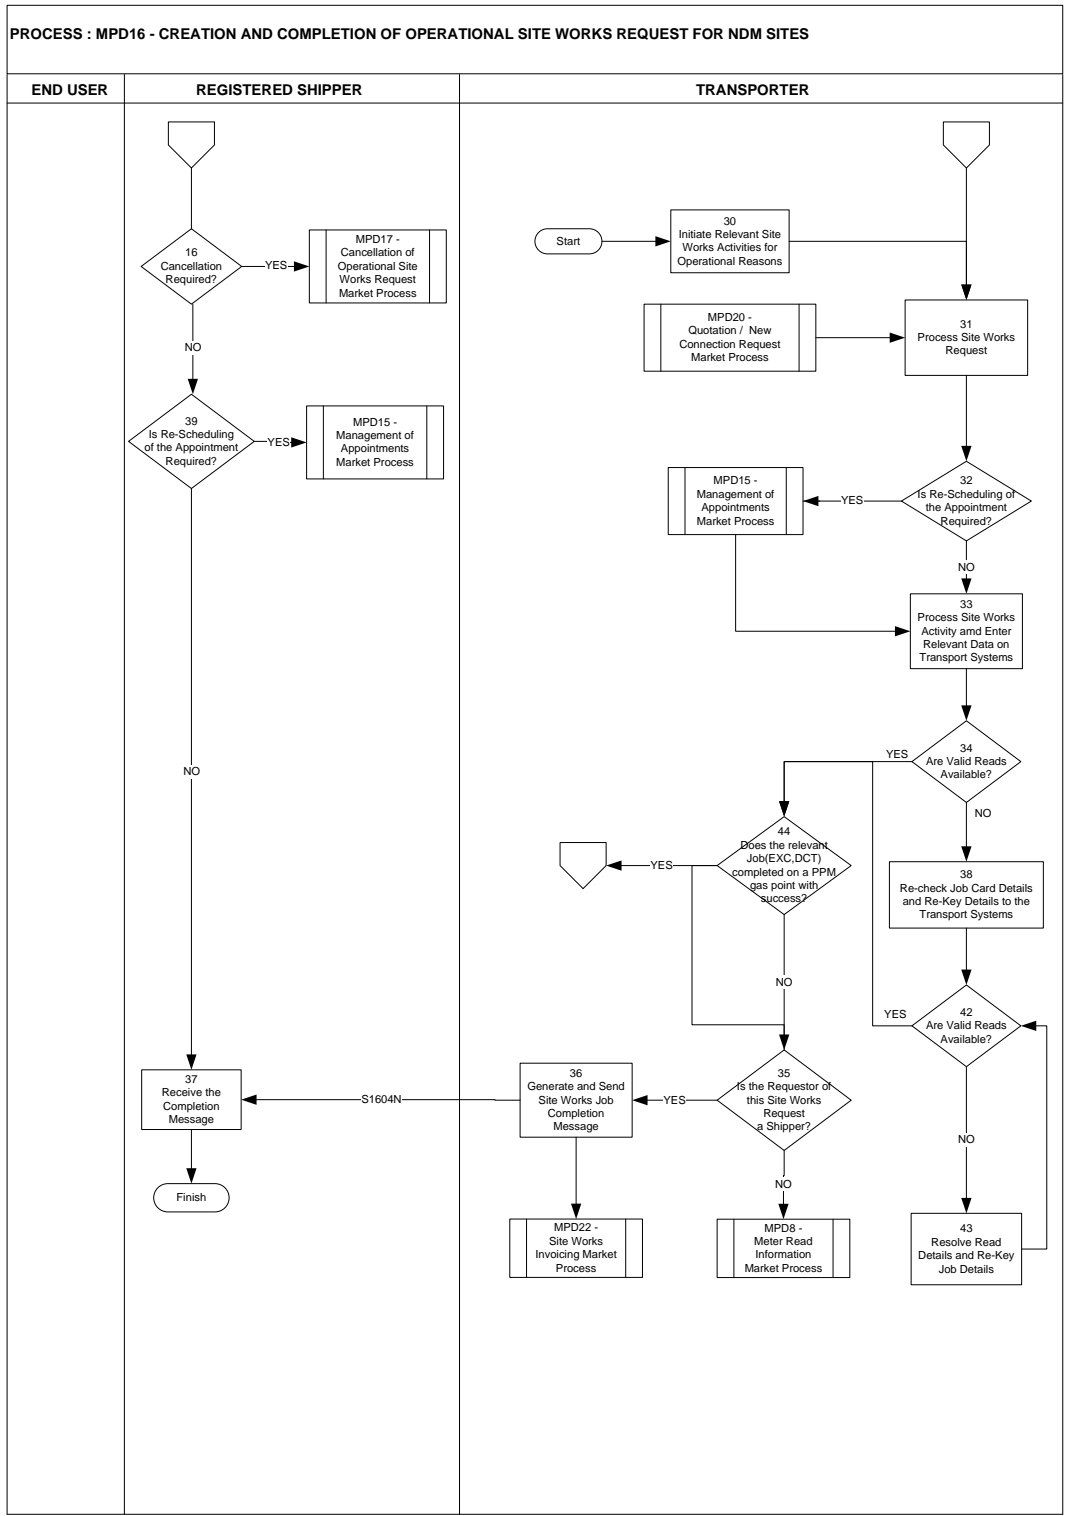 PROCESS : MPD16 - CREATION AND COMPLETION OF OPERATIONAL SITE WORKS REQUEST FOR NDM SITES
END USER
REGISTERED SHIPPER
TRANSPORTER
16
Cancellation
Required?
YES
MPD17 -
Cancellation of
Operational Site
Works Request
Market Process
NO
39
Is Re-Scheduling
of the Appointment
Required?
YES
MPD15 -
Management of
Appointments
Market Process
NO
37
Receive the
Completion
Message
Finish
Start
30
Initiate Relevant Site
Works Activities for
Operational Reasons
MPD20 -
Quotation / New
Connection Request
Market Process
31
Process Site Works
Request
32
Is Re-Scheduling of
the Appointment
Required?
YES
MPD15 -
Management of
Appointments
Market Process
NO
33
Process Site Works
Activity amd Enter
Relevant Data on
Transport Systems
34
Are Valid Reads
Available?
YES
NO
44
Does the relevant
Job(EXC,DCT)
completed on a PPM
gas point with
success?
YES
NO
38
Re-check Job Card Details
and Re-Key Details to the
Transport Systems
42
Are Valid Reads
Available?
YES
NO
43
Resolve Read
Details and Re-Key
Job Details
35
Is the Requestor of
this Site Works
Request
a Shipper?
YES
NO
36
Generate and Send
Site Works Job
Completion
Message
S1604N
MPD22 -
Site Works
Invoicing Market
Process
MPD8 -
Meter Read
Information
Market Process